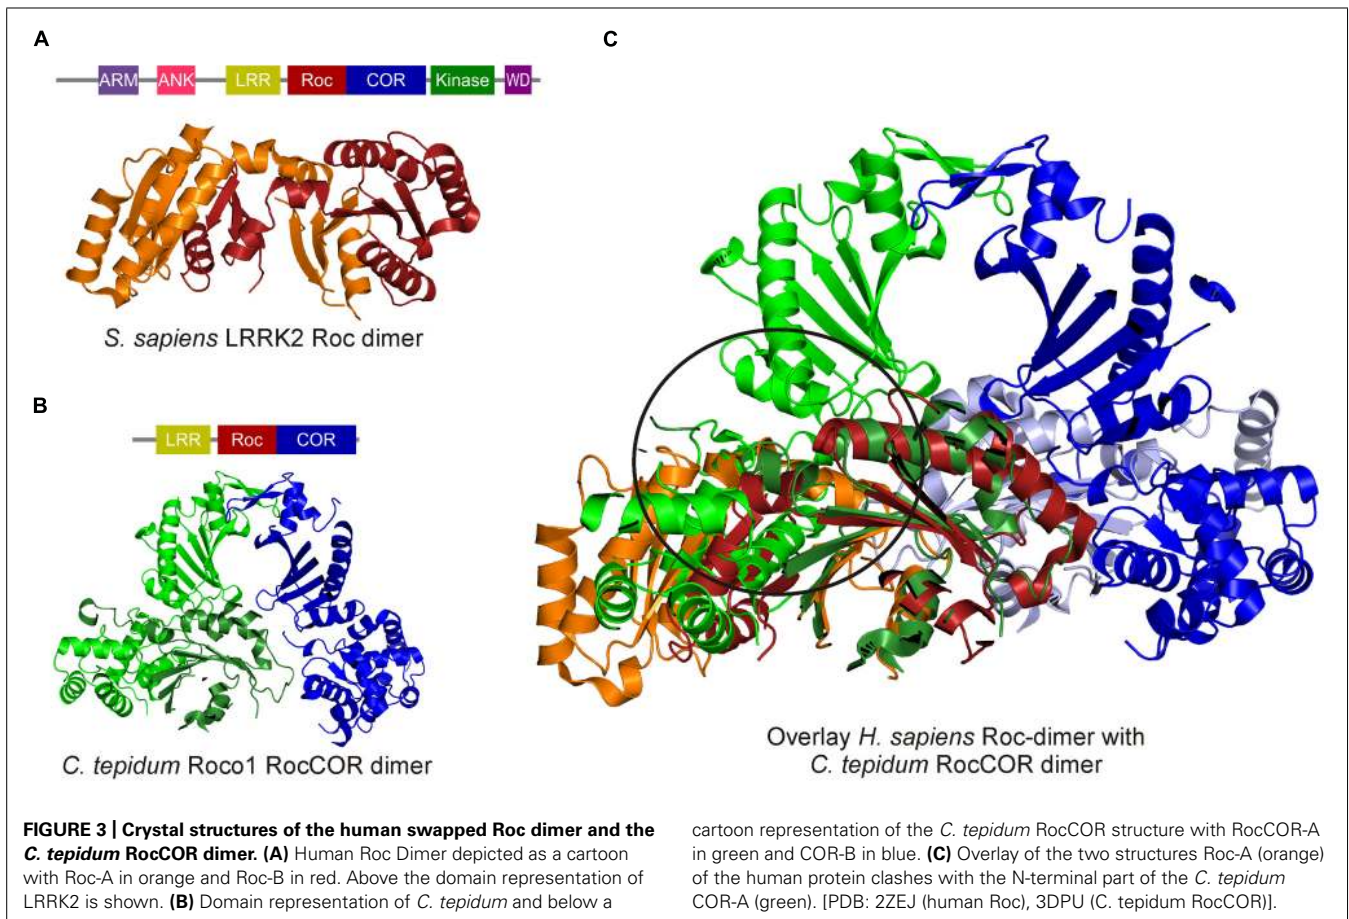 A
ARM ANK LRR Roc COR Kinase WD
S. sapiens LRRK2 Roc dimer
B
LRR Roc COR
C. tepidum Roco1 RocCOR dimer
C
Overlay H. sapiens Roc-dimer with
C. tepidum RocCOR dimer
FIGURE 3 | Crystal structures of the human swapped Roc dimer and the
C. tepidum RocCOR dimer. (A) Human Roc Dimer depicted as a cartoon
with Roc-A in orange and Roc-B in red. Above the domain representation of
LRRK2 is shown. (B) Domain representation of C. tepidum and below a
cartoon representation of the C. tepidum RocCOR structure with RocCOR-A
in green and COR-B in blue. (C) Overlay of the two structures Roc-A (orange)
of the human protein clashes with the N-terminal part of the C. tepidum
COR-A (green). [PDB: 2ZEJ (human Roc), 3DPU (C. tepidum RocCOR)].